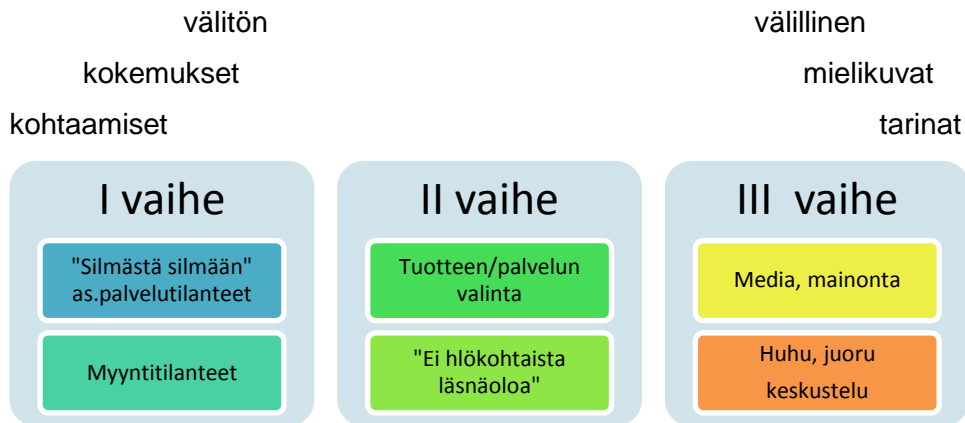 välitön välillinen
kokemukset mielikuvat
kohtaamiset tarinat
I vaihe
"Silmästä silmään"
as.palvelutilanteet
Myyntitilanteet
II vaihe
Tuotteen/palvelun
valinta
"Ei hlökohtaista
läsnäoloa"
III vaihe
Media, mainonta
Huhu, juoru
keskustelu